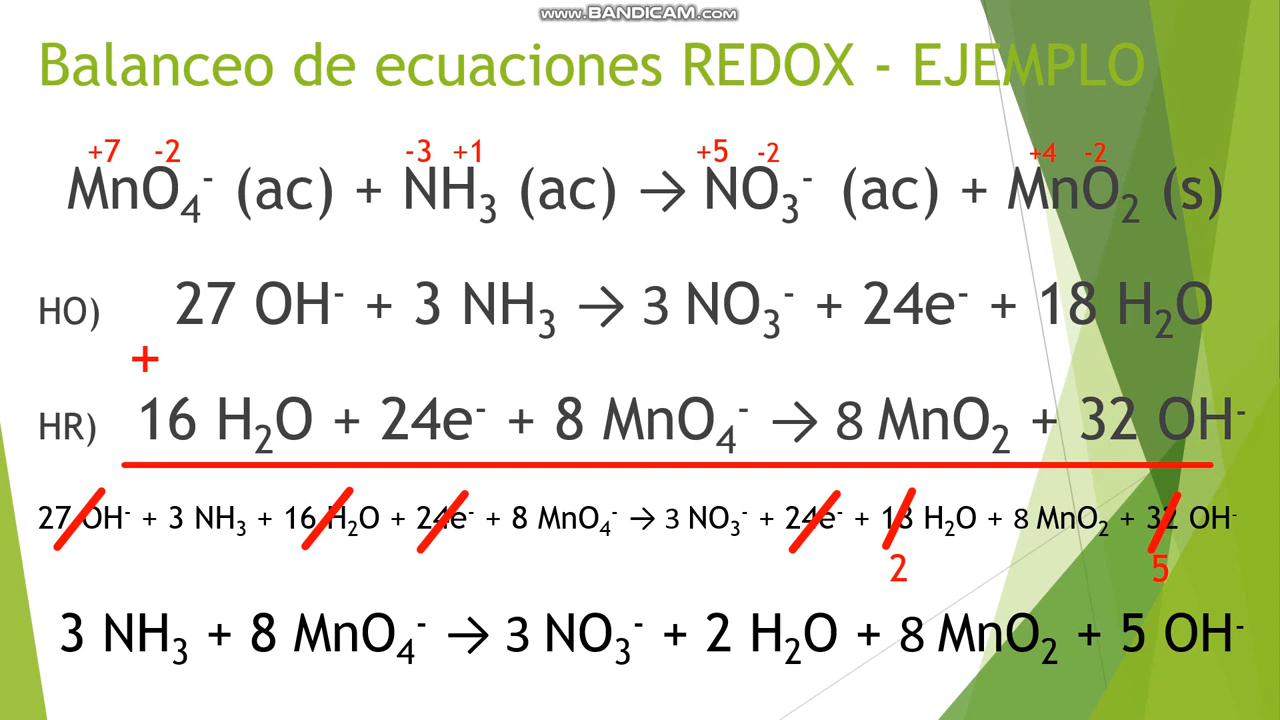 www.BANDICAM.com
Balanceo de ecuaciones REDOX - EJEMPLO
+7 -2 -3 +1 +5 -2 +4 -2
MnO₄⁻ (ac) + NH₃ (ac) → NO₃⁻ (ac) + MnO₂ (s)
HO) 27 OH⁻ + 3 NH₃ → 3 NO₃⁻ + 24e⁻ + 18 H₂O
+
HR) 16 H₂O + 24e⁻ + 8 MnO₄⁻ → 8 MnO₂ + 32 OH⁻
27 OH⁻ + 3 NH₃ + 16 H₂O + 24e⁻ + 8 MnO₄⁻ → 3 NO₃⁻ + 24e⁻ + 18 H₂O + 8 MnO₂ + 32 OH⁻
2 5
3 NH₃ + 8 MnO₄⁻ → 3 NO₃⁻ + 2 H₂O + 8 MnO₂ + 5 OH⁻